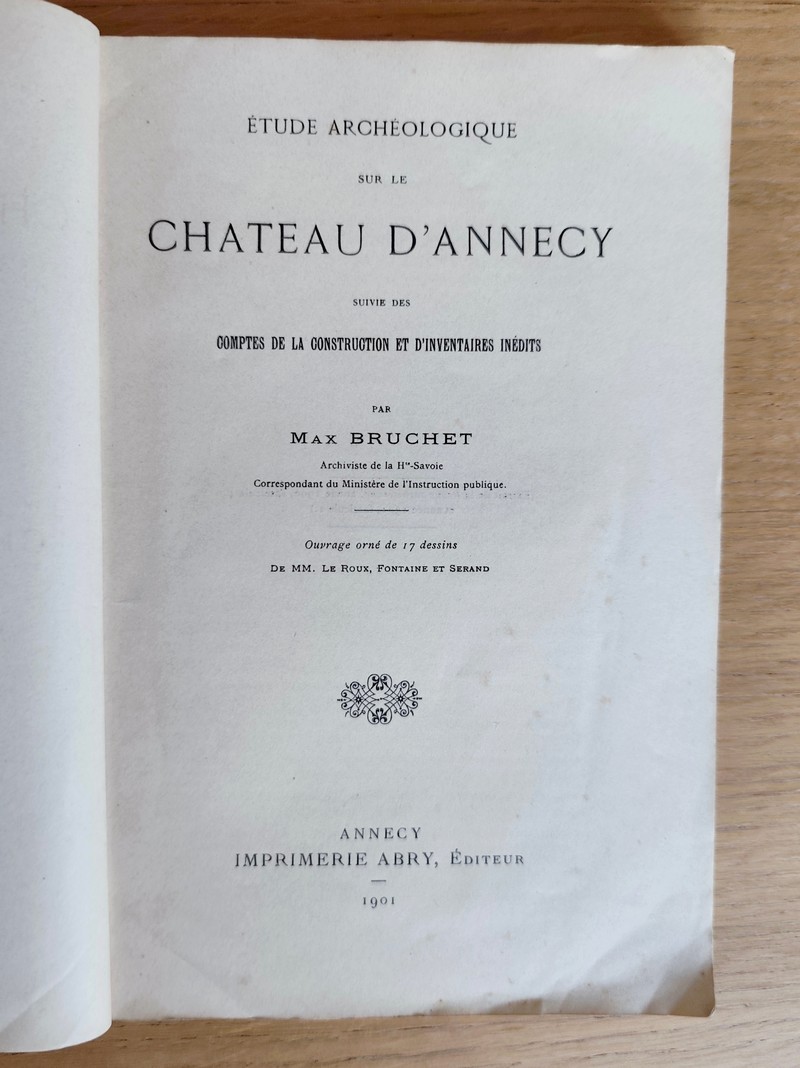 ÉTUDE ARCHÉOLOGIQUE
SUR LE
CHATEAU D'ANNECY
SUIVIE DES
COMPTES DE LA CONSTRUCTION ET D'INVENTAIRES INÉDITS
PAR
MAX BRUCHET
Archiviste de la Hte-Savoie
Correspondant du Ministère de l'Instruction publique.
Ouvrage orné de 17 dessins
DE MM. LE ROUX, FONTAINE ET SERAND
ANNECY
IMPRIMERIE ABRY, ÉDITEUR
1901